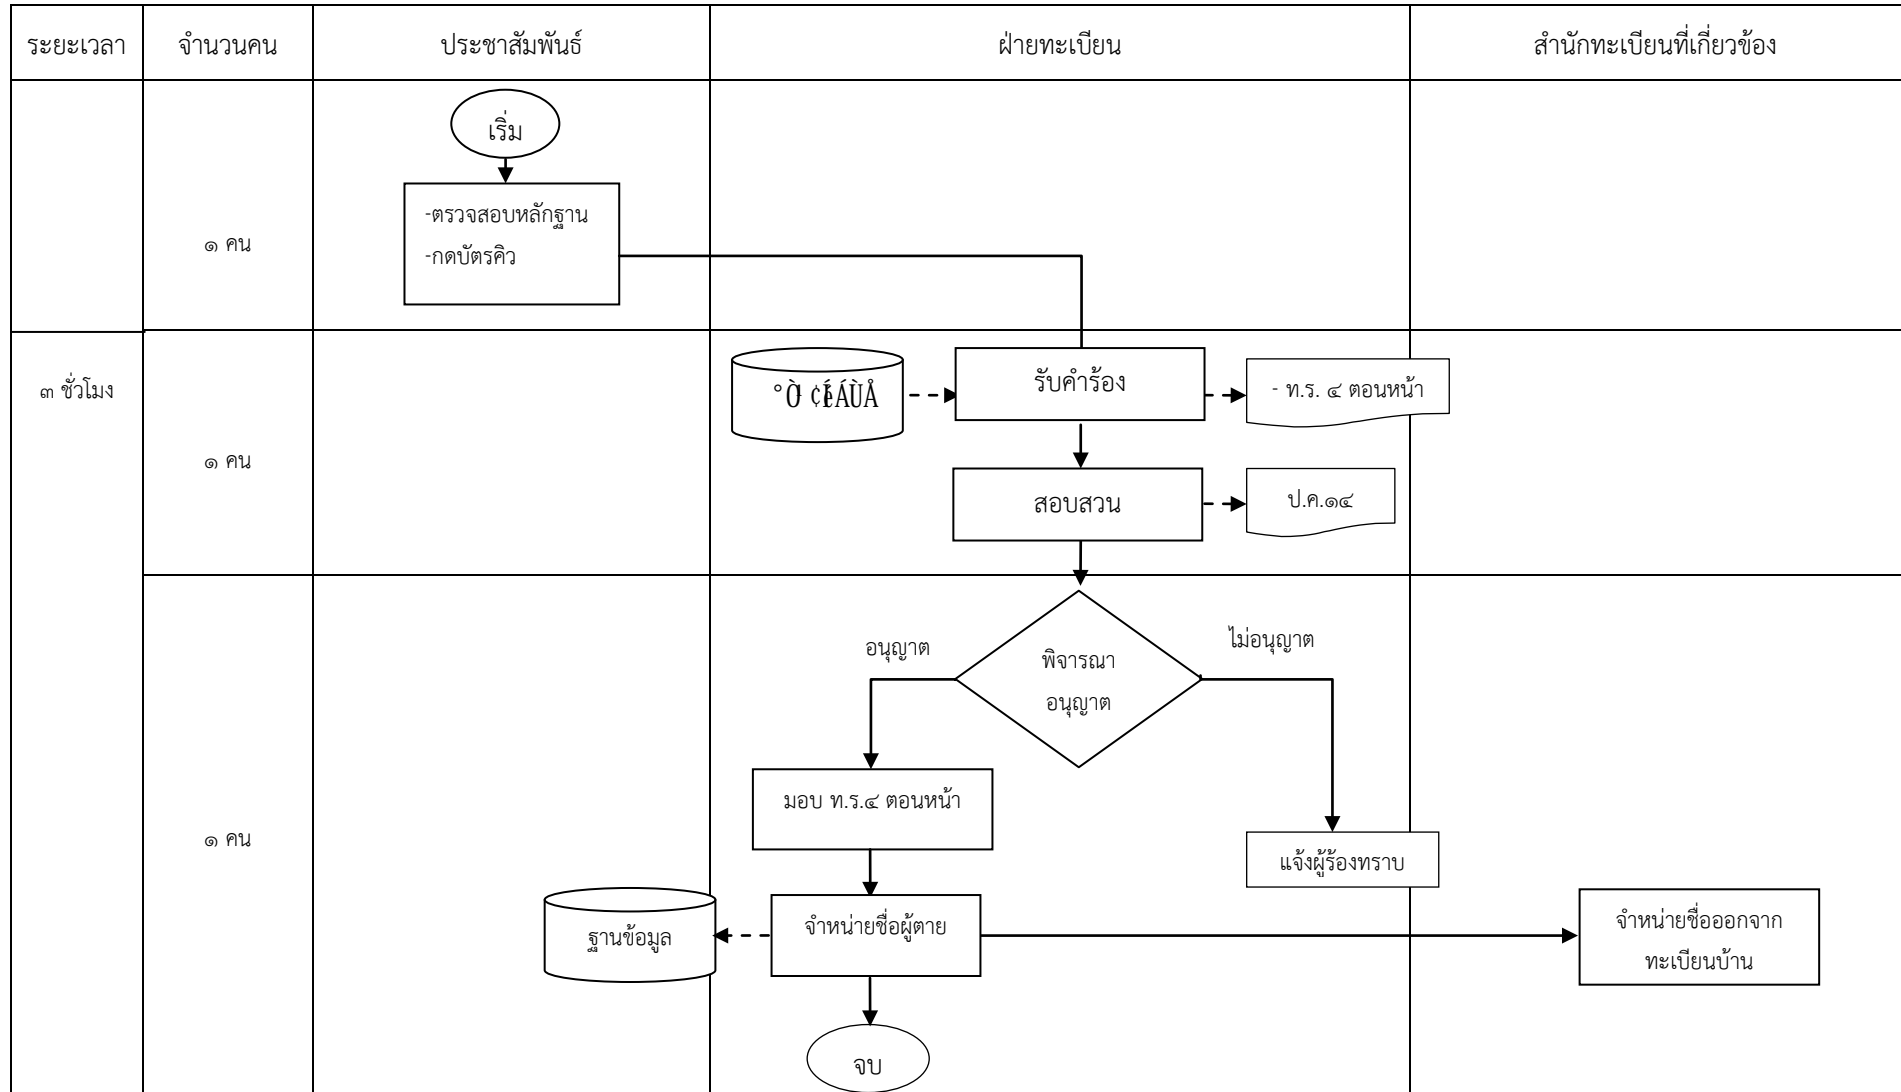 ระยะเวลา
จำนวนคน
ประชาสัมพันธ์
ฝ่ายทะเบียน
สำนักทะเบียนที่เกี่ยวข้อง
เริ่ม
-ตรวจสอบหลักฐาน
-กดบัตรคิว
๑ คน
๓ ชั่วโมง
รับคำร้อง
- ท.ร. ๔ ตอนหน้า
๑ คน
สอบสวน
ป.ค.๑๔
อนุญาต
ไม่อนุญาต
พิจารณา
อนุญาต
มอบ ท.ร.๔ ตอนหน้า
๑ คน
แจ้งผู้ร้องทราบ
ฐานข้อมูล
จำหน่ายชื่อผู้ตาย
จำหน่ายชื่อออกจาก
ทะเบียนบ้าน
จบ